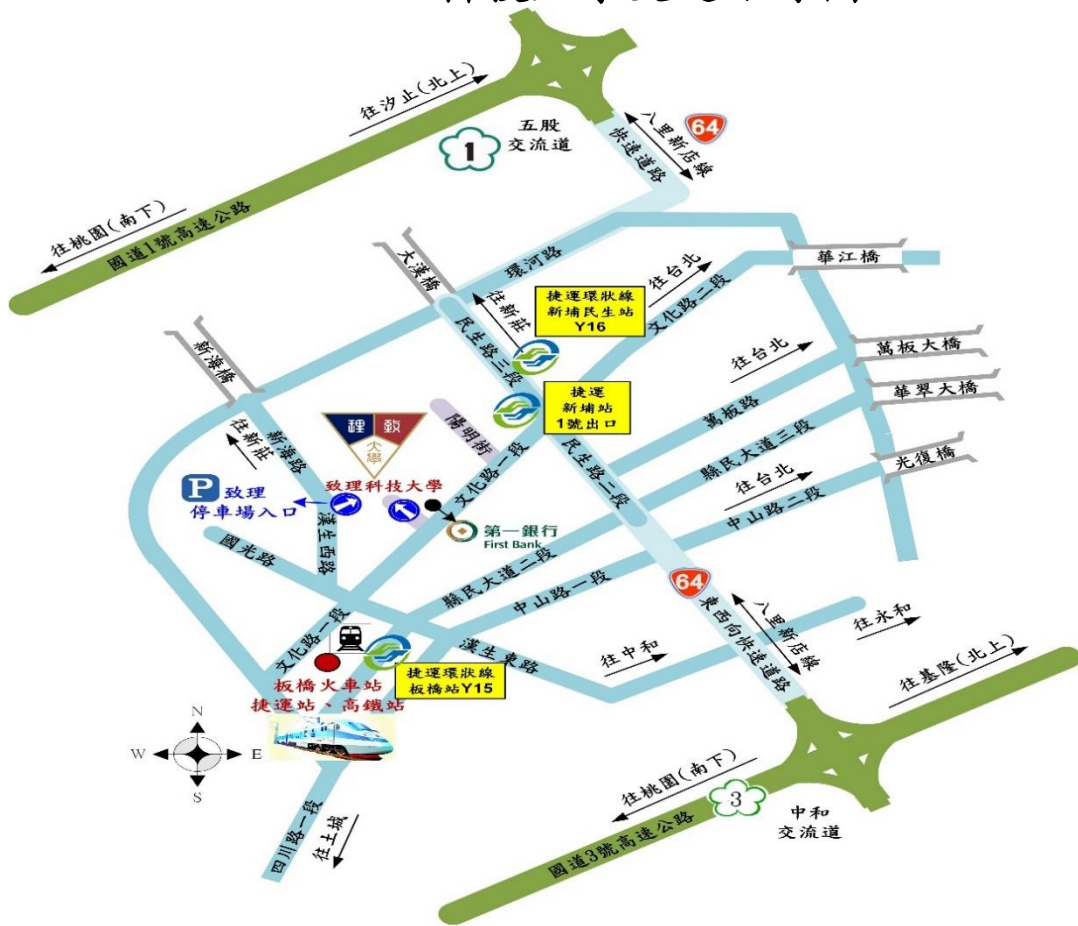 往汐止(北上)
五股
交流道
1
64
八里新店線
快速道路
往桃園(南下)
國道1號高速公路
大漢橋
環河路
往台北
文化路二段
華江橋
往新莊
捷運環狀線
新埔民生站
Y16
民生路三段
新海橋
往台北
萬板大橋
捷運
新埔站
1號出口
萬板路
華翠大橋
往新莊
新海路
陽明街
理 致
大學
致理科技大學
文化路一段
民生路二段
縣民大道三段
往台北
光復橋
P 致理
停車場入口
漢生西路
第一銀行
First Bank
中山路二段
國光路
縣民大道二段
中山路一段
64
東西向快速道路
八里新店線
文化路一段
漢生東路
往中和
往永和
捷運環狀線
板橋站Y15
板橋火車站
捷運站、高鐵站
往基隆(北上)
N
W E
S
往桃園(南下)
3
中和
交流道
國道3號高速公路
四川路一段
往土城